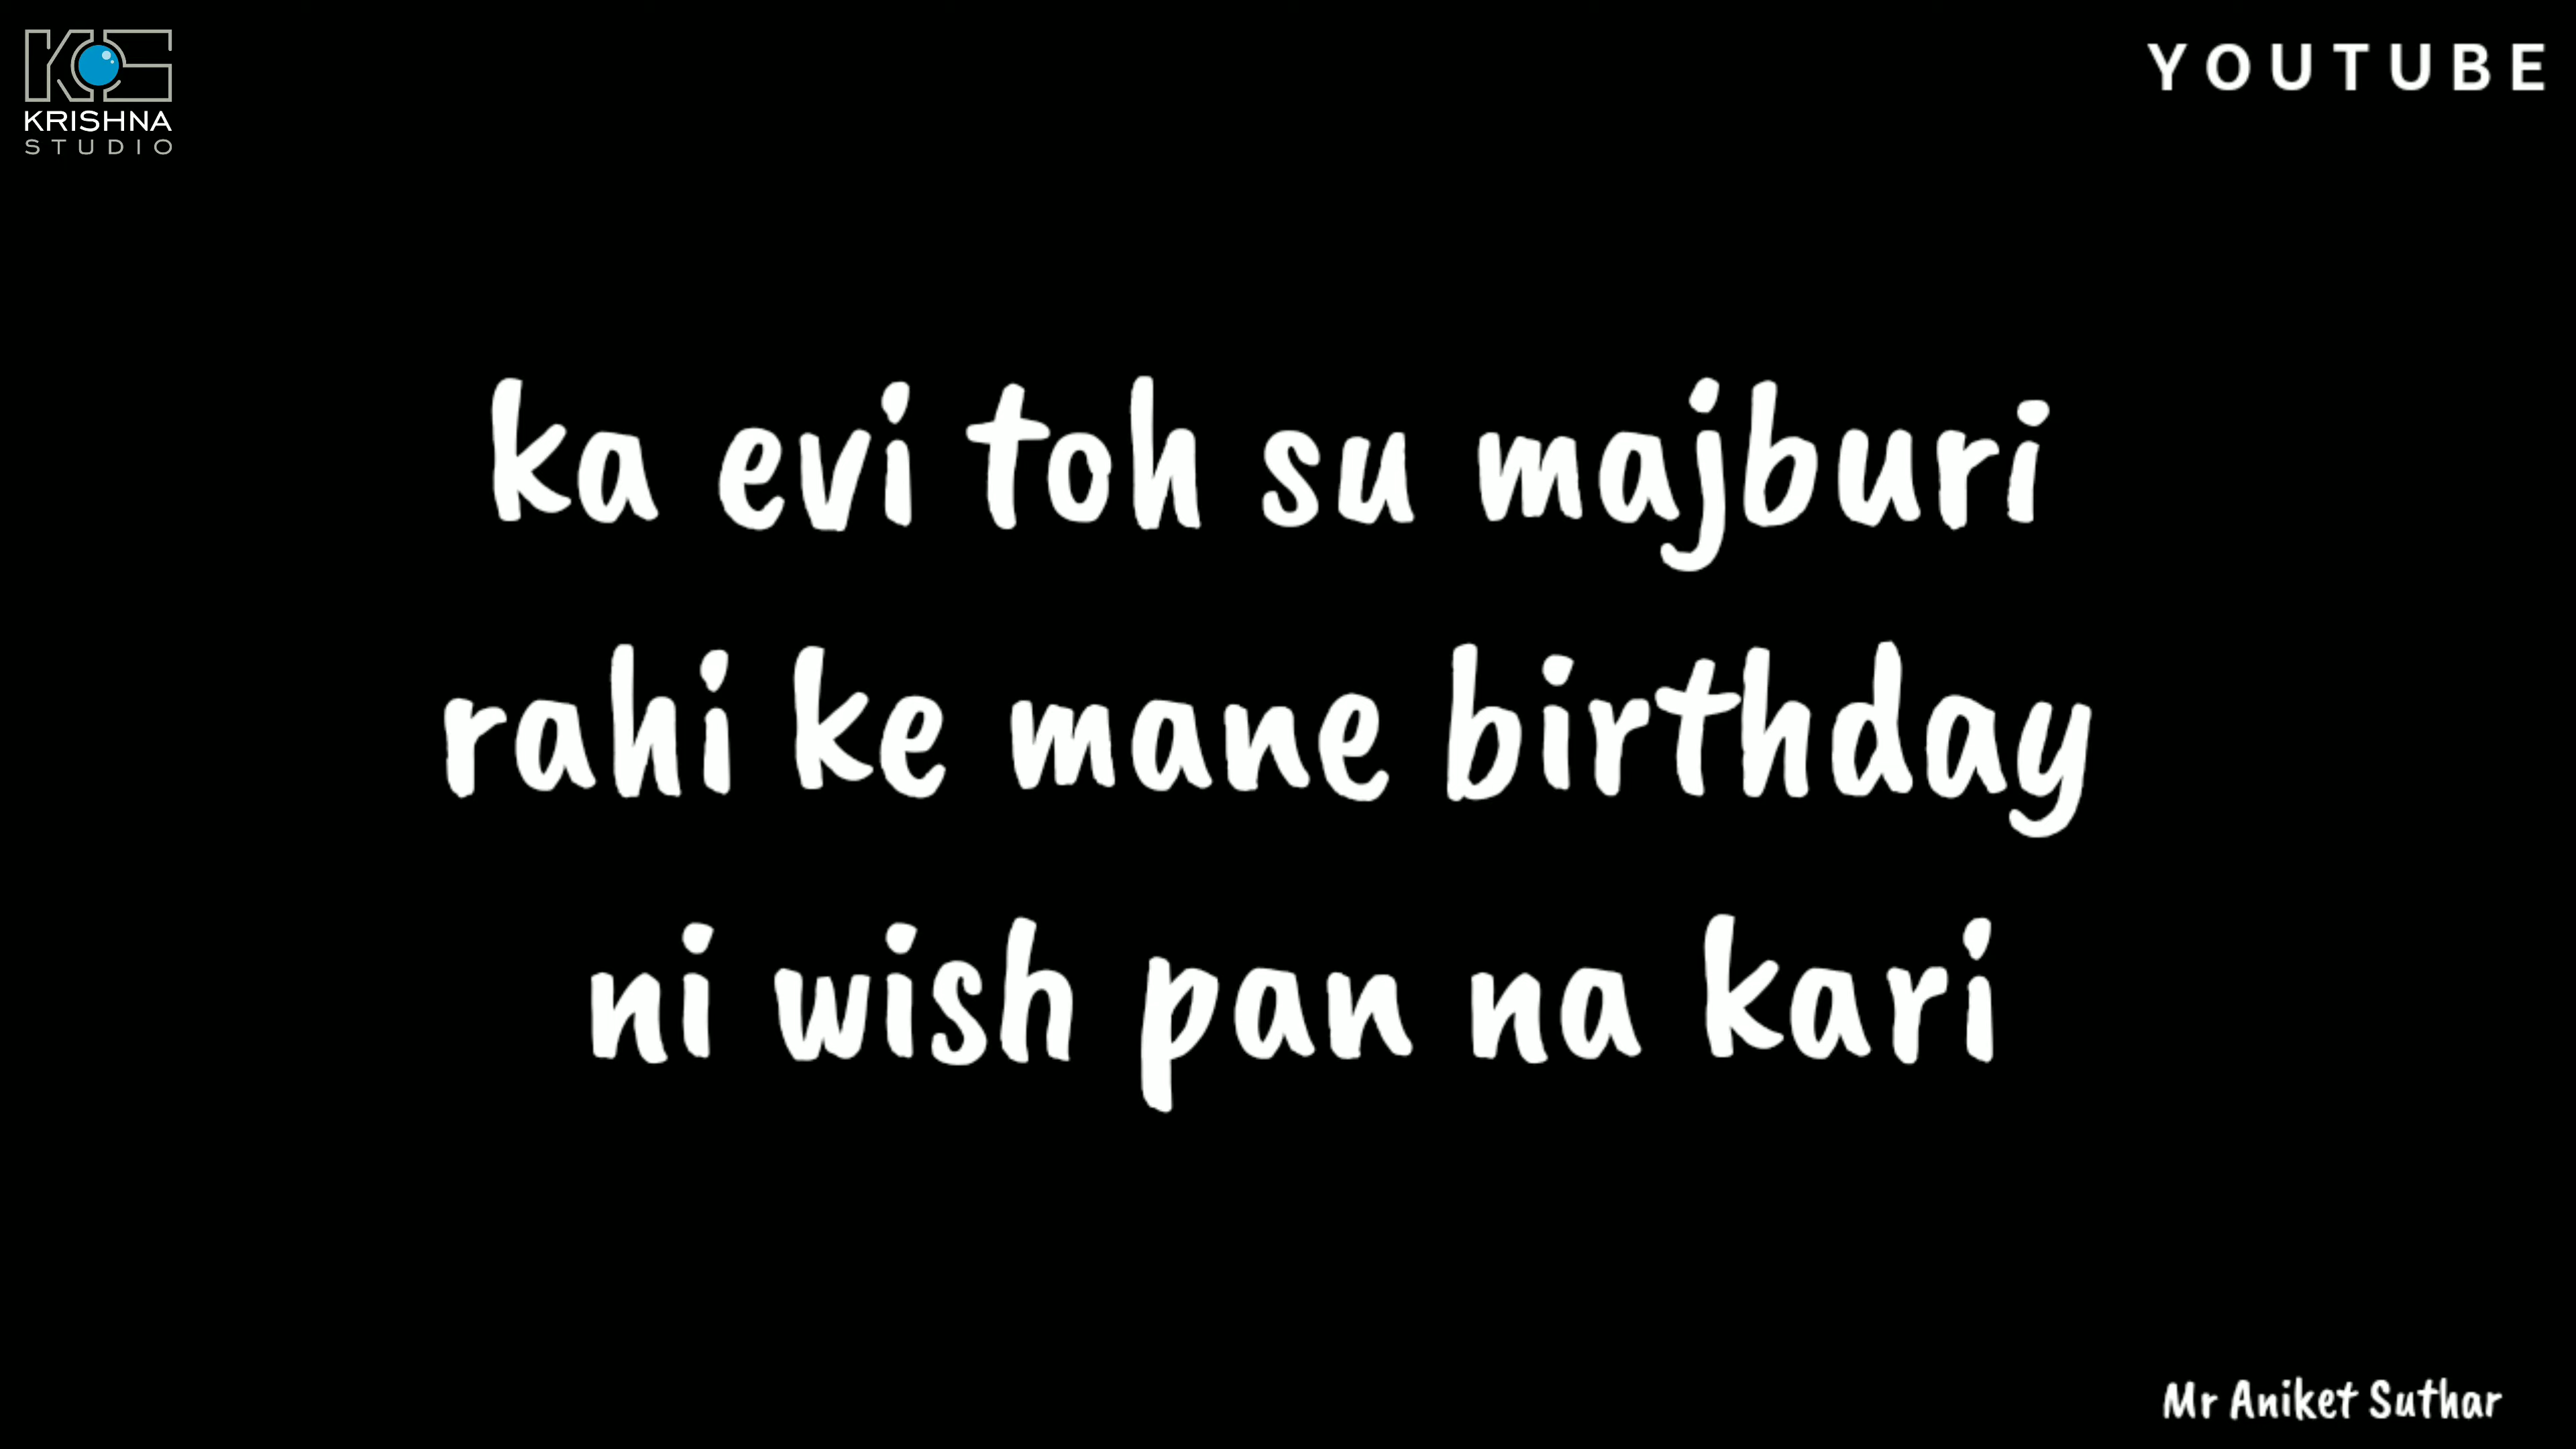 KRISHNA
STUDIO
YOUTUBE
ka evi toh su majburi
rahi ke mane birthday
ni wish pan na kari
Mr Aniket Suthar